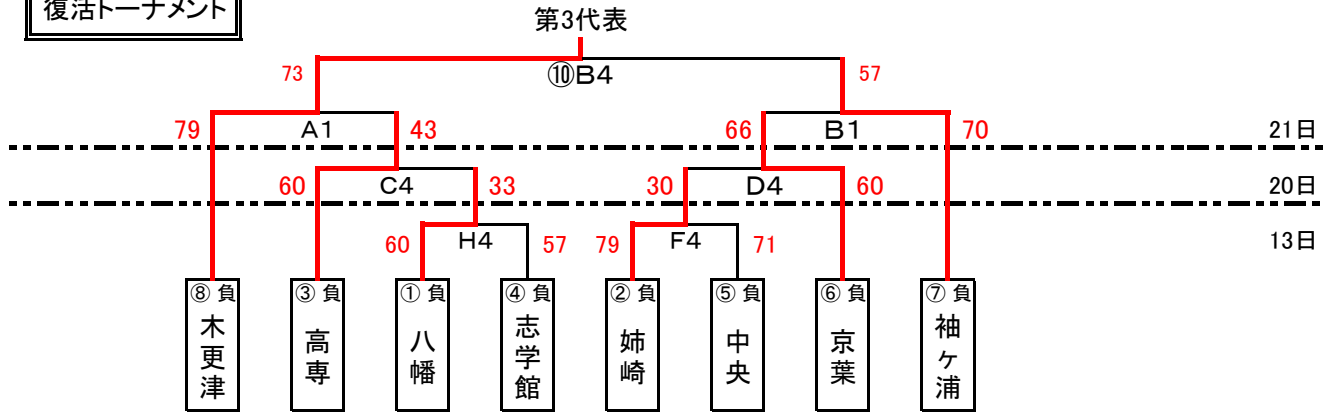 復活トーナメント
第3代表
73 ⑩B4 57
79 A1 43 66 B1 70 21日
60 C4 33 30 D4 60 20日
60 H4 57 79 F4 71 13日
⑧ 負 ③ 負 ① 負 ④ 負 ② 負 ⑤ 負 ⑥ 負 ⑦ 負
木更津 高専 八幡 志学館 姉崎 中央 京葉 袖ヶ浦